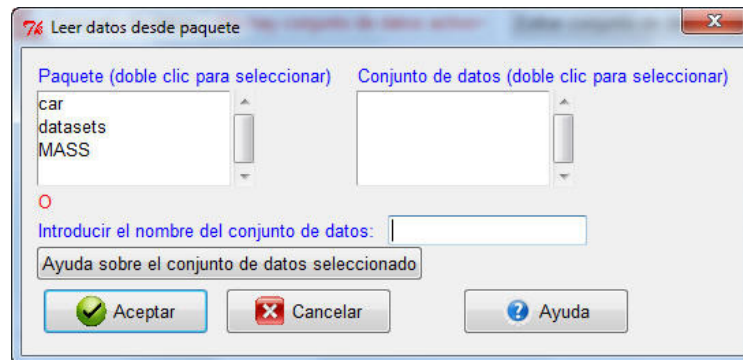 Leer datos desde paquete
Paquete (doble clic para seleccionar) Conjunto de datos (doble clic para seleccionar)
car
datasets
MASS
O
Introducir el nombre del conjunto de datos:
Ayuda sobre el conjunto de datos seleccionado
Aceptar Cancelar Ayuda